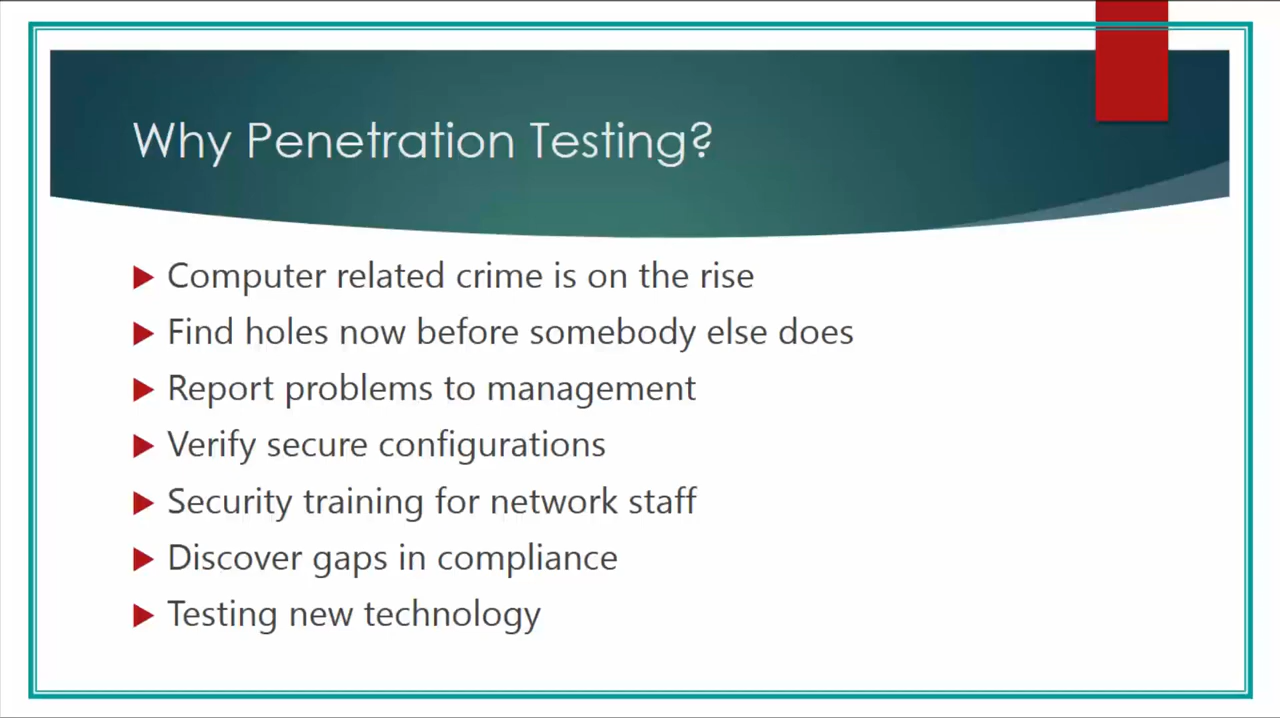 Why Penetration Testing?
Computer related crime is on the rise
Find holes now before somebody else does
Report problems to management
Verify secure configurations
Security training for network staff
Discover gaps in compliance
Testing new technology